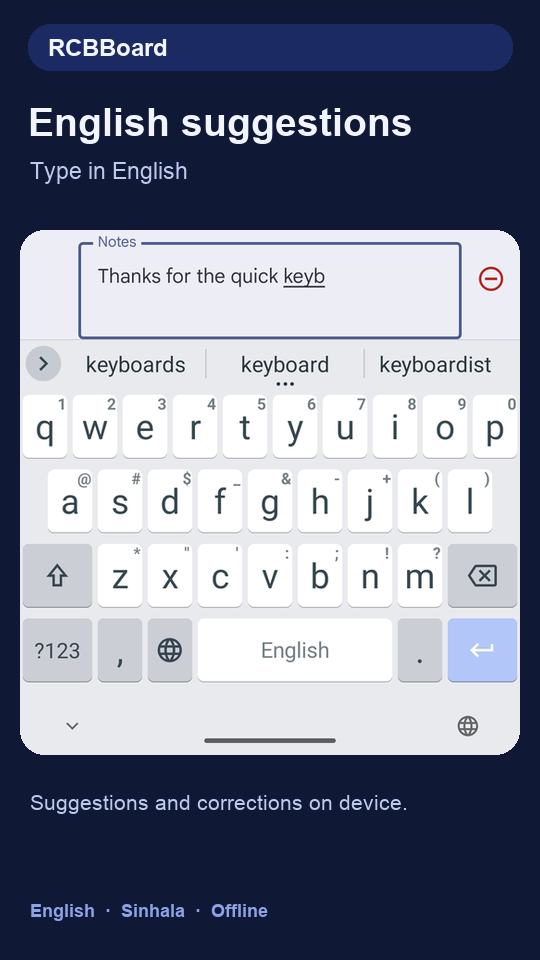 RCBBoard
English suggestions
Type in English
Notes
Thanks for the quick keyb
keyboards keyboard keyboardist
q 1 w 2 e 3 r 4 t 5 y 6 u 7 i 8 o 9 p 0
a @ s # d $ f _ g & h - j + k ( l )
z * x " c ' v : b ; n ! m ?
?123 , English .
Suggestions and corrections on device.
English · Sinhala · Offline